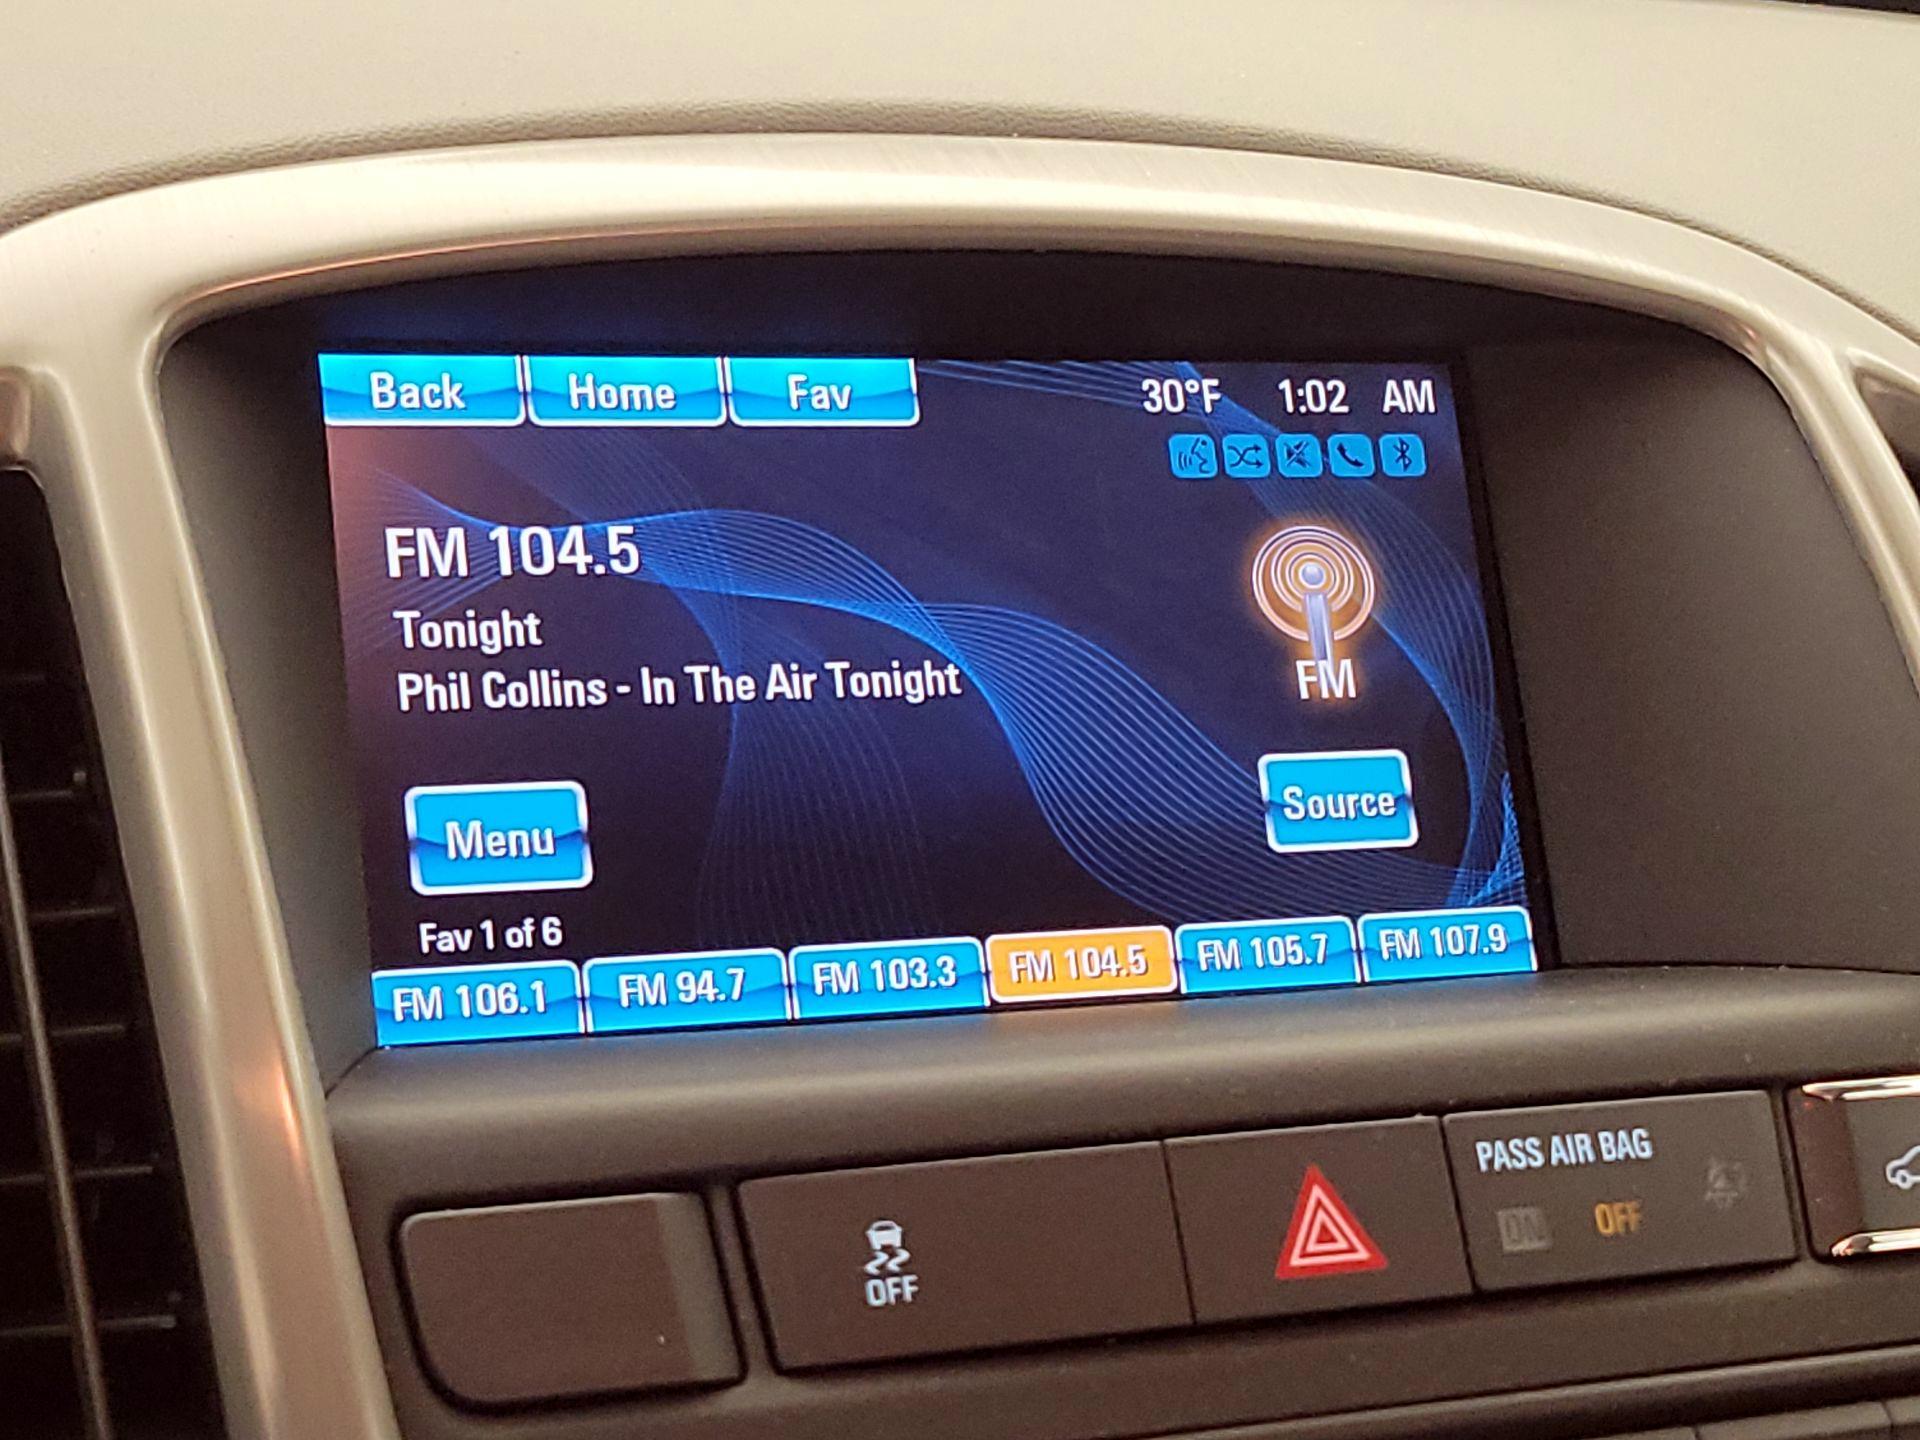 Back Home Fav 30°F 1:02 AM
FM 104.5
Tonight
Phil Collins - In The Air Tonight
FM
Menu
Source
Fav 1 of 6
FM 106.1 FM 94.7 FM 103.3 FM 104.5 FM 105.7 FM 107.9
OFF
PASS AIR BAG
ON OFF